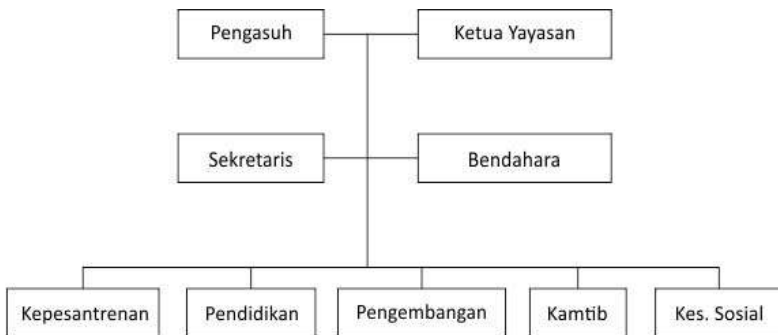 Pengasuh
Ketua Yayasan
Sekretaris
Bendahara
Kepesantrenan
Pendidikan
Pengembangan
Kamtib
Kes. Sosial